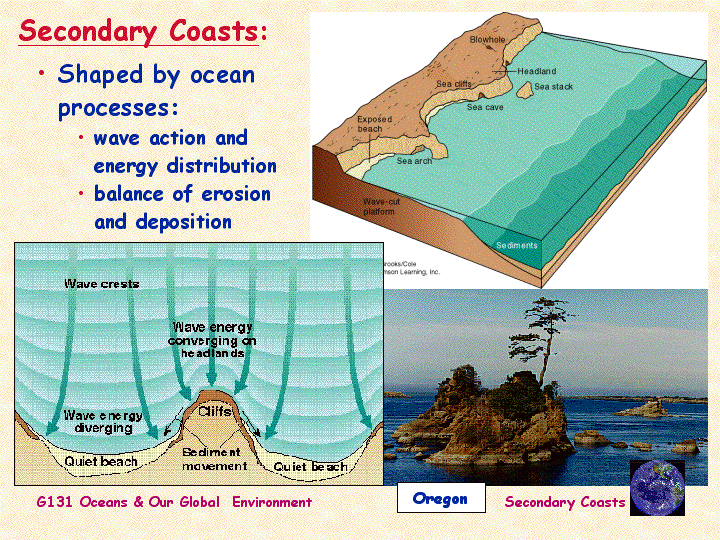 Secondary Coasts:
• Shaped by ocean
processes:
• wave action and
energy distribution
• balance of erosion
and deposition
Blowhole
Headland
Sea cliffs
Sea stack
Sea cave
Exposed
beach
Sea arch
Wave-cut
platform
Sediments
rooks/Cole
mson Learning, Inc.
Wave crests
Wave energy
converging on
headlands
Wave energy
diverging
Cliffs
Quiet beach
Sediment
movement
Quiet beach
G131 Oceans & Our Global Environment
Oregon
Secondary Coasts